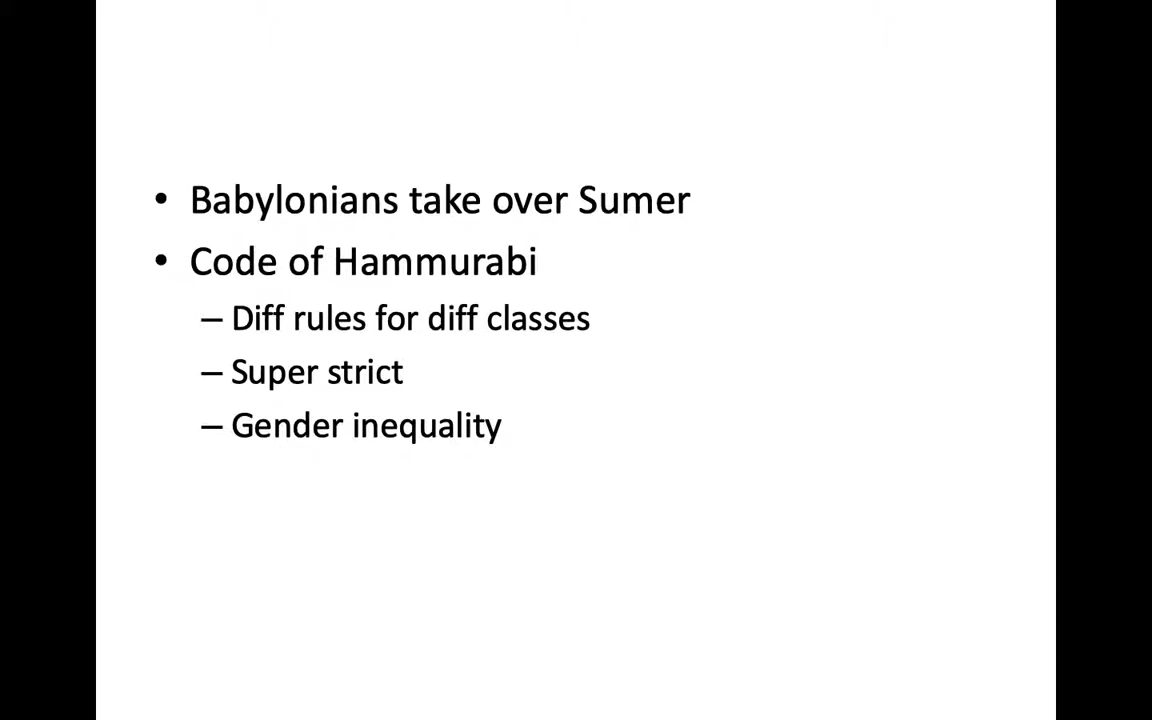 • Babylonians take over Sumer
• Code of Hammurabi
– Diff rules for diff classes
– Super strict
– Gender inequality